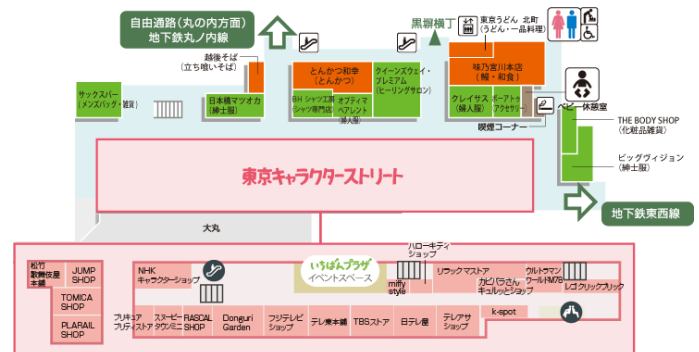 自由通路(丸の内方面)
地下鉄丸ノ内線
黒塀横丁
東京うどん 北町
(うどん・一品料理)
越後そば
(立ち喰いそば)
とんかつ和幸
(とんかつ)
クイーンズウェイ・
プレミアム
(ヒーリングサロン)
味乃宮川本店
(鰻・和食)
サックスバー
(メンズバッグ・雑貨)
日本橋マツオカ
(紳士服)
BH シャツ工房
(シャツ専門店)
オプティマ
ペアレント
(婦人服)
クレイサス
(婦人服)
ボーアトゥ
アクセサリー
ベビー休憩室
喫煙コーナー
THE BODY SHOP
(化粧品雑貨)
ビッグヴィジョン
(紳士服)
東京キャラクターストリート
地下鉄東西線
大丸
松竹
歌舞伎屋
本舗
JUMP
SHOP
TOMICA
SHOP
PLARAIL
SHOP
NHK
キャラクターショップ
いちばんプラザ
イベントスペース
ハローキティ
ショップ
miffy
style
リラックマストア
カピバラさん
キュルッとショップ
ウルトラマン
ワールドM78
レゴクリックブリック
プリキュア
プリティストア
スヌーピー
タウンミニ
RASCAL
SHOP
Donguri
Garden
フジテレビ
ショップ
テレ東本舗
TBSストア
日テレ屋
テレアサ
ショップ
k-spot